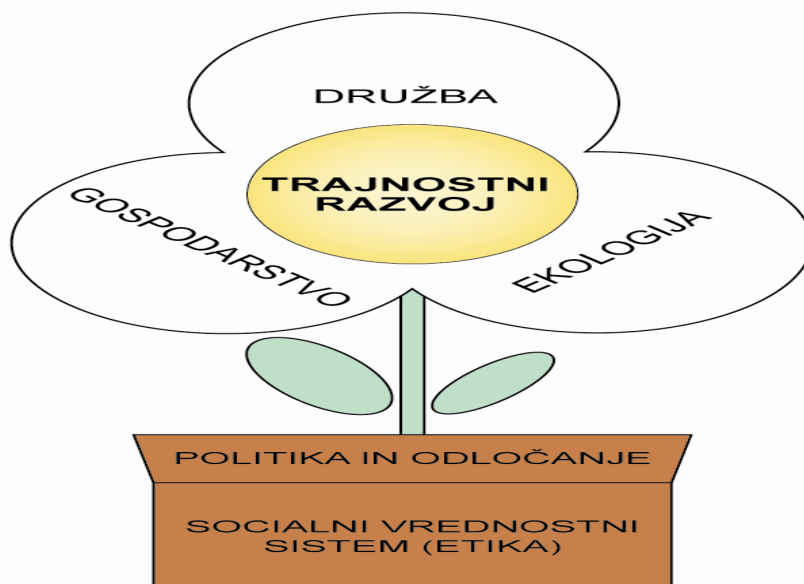 DRUŽBA
TRAJNOSTNI
RAZVOJ
GOSPODARSTVO
EKOLOGIJA
POLITIKA IN ODLOČANJE
SOCIALNI VREDNOSTNI
SISTEM (ETIKA)